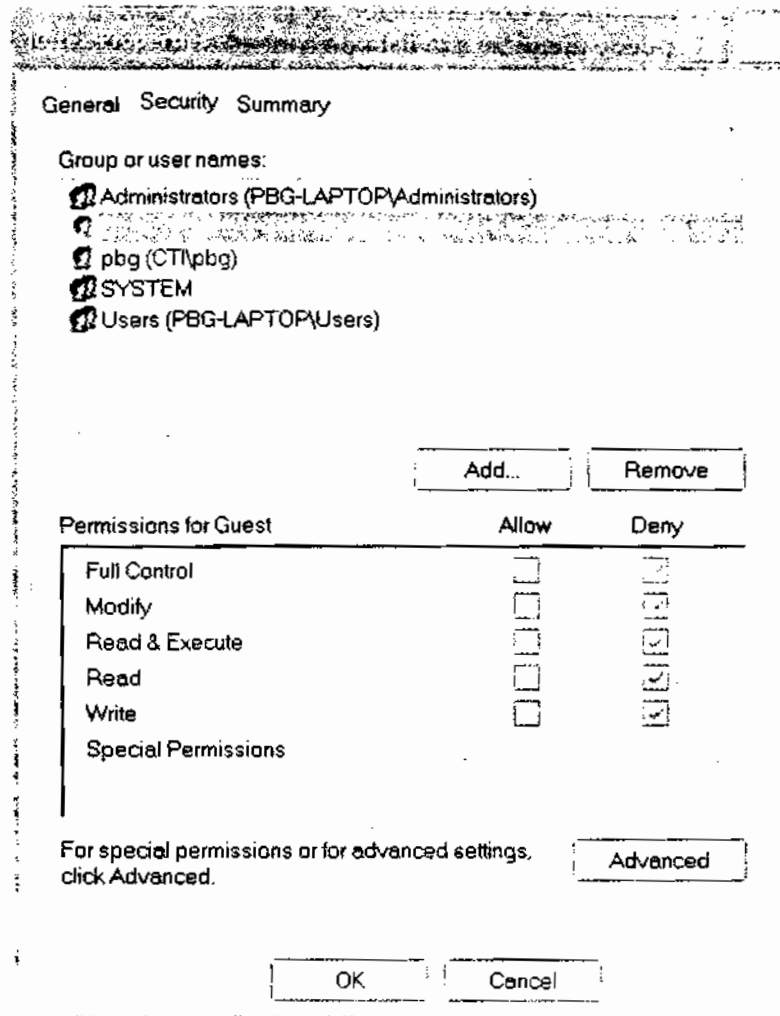 General Security Summary
Group or user names:
Administrators (PBG-LAPTOP\Administrators)
pbg (CTI\pbg)
SYSTEM
Users (PBG-LAPTOP\Users)
Add... Remove
Permissions for Guest Allow Deny
Full Control
Modify
Read & Execute
Read
Write
Special Permissions
For special permissions or for advanced settings, Advanced
click Advanced.
OK Cancel